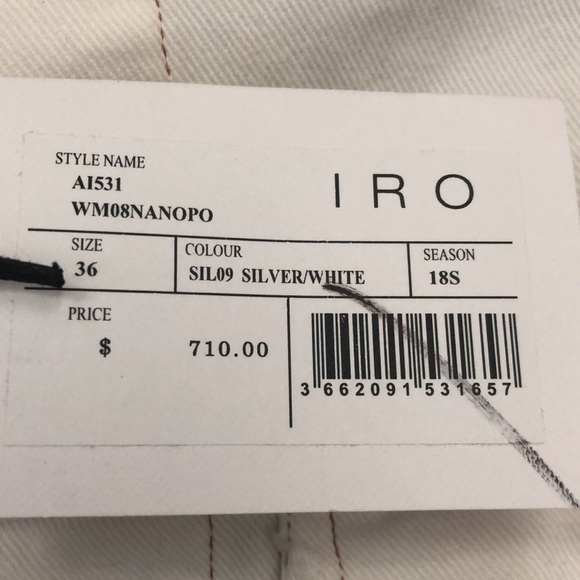 STYLE NAME
AI531
WM08NANOPO
IRO
SIZE
36
COLOUR
SIL09 SILVER/WHITE
SEASON
18S
PRICE
$ 710.00
3 662091 531657